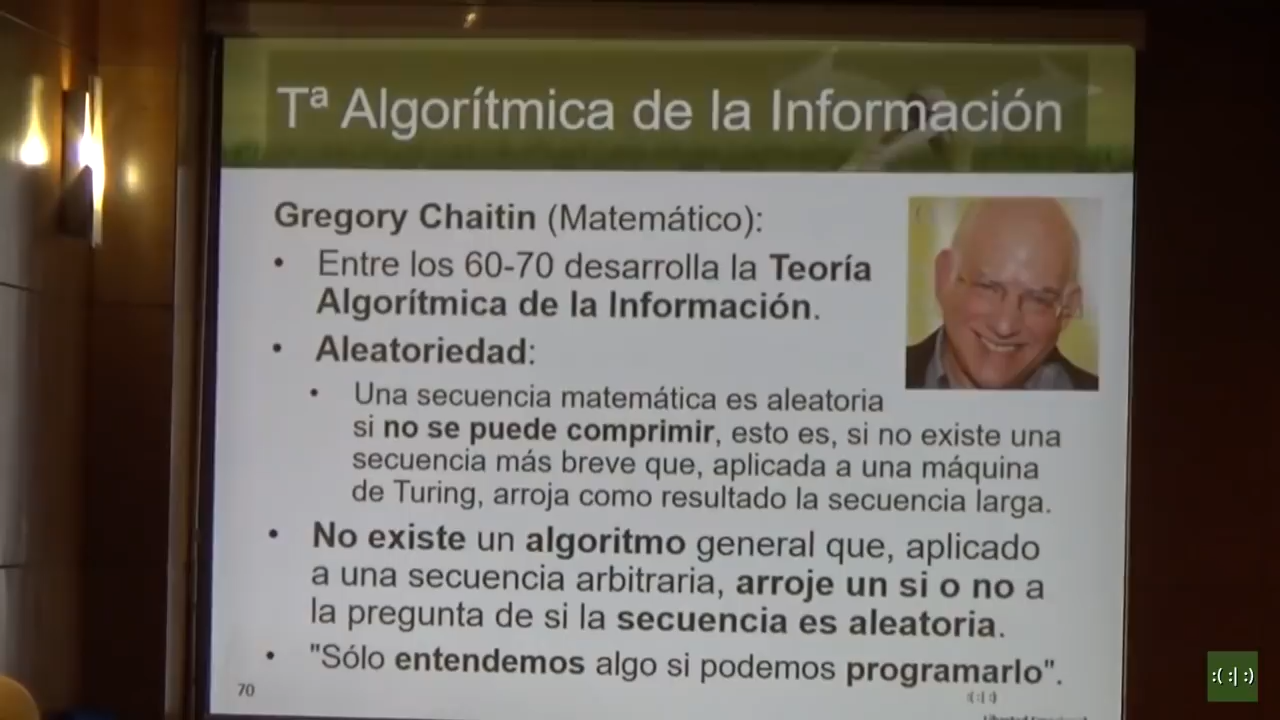 Tª Algorítmica de la Información
Gregory Chaitin (Matemático):
• Entre los 60-70 desarrolla la Teoría
Algorítmica de la Información.
• Aleatoriedad:
• Una secuencia matemática es aleatoria
si no se puede comprimir, esto es, si no existe una
secuencia más breve que, aplicada a una máquina
de Turing, arroja como resultado la secuencia larga.
• No existe un algoritmo general que, aplicado
a una secuencia arbitraria, arroje un si o no a
la pregunta de si la secuencia es aleatoria.
• "Sólo entendemos algo si podemos programarlo".
70
:( :| :)
:( :| :)